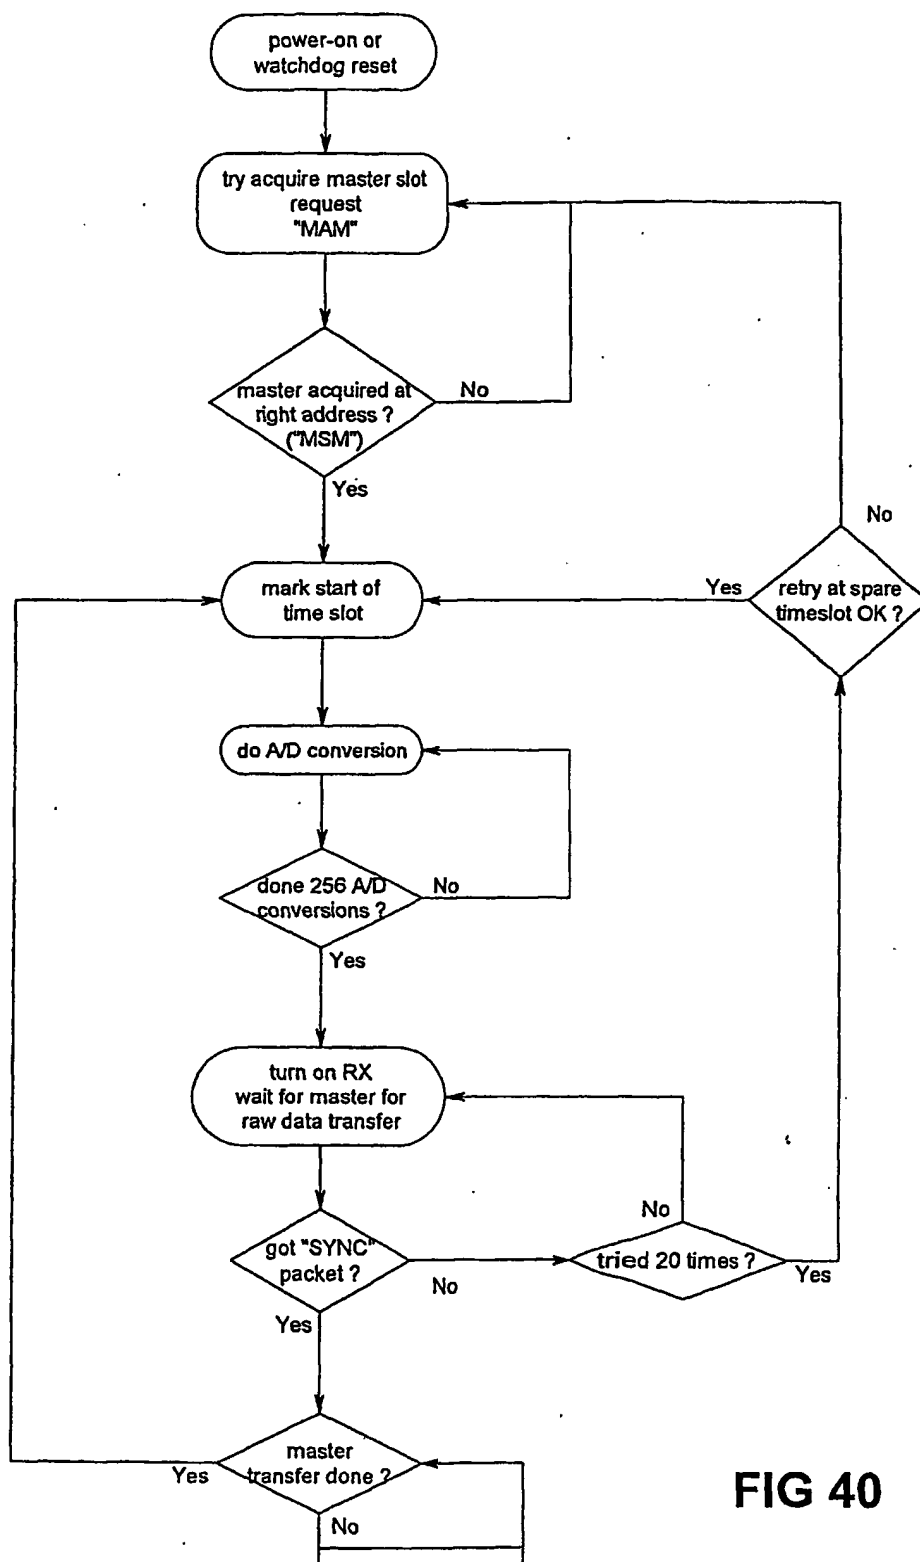 power-on or
watchdog reset
try acquire master slot
request
"MAM"
master acquired at
right address ?
("MSM")
No
Yes
mark start of
time slot
Yes
retry at spare
timeslot OK ?
No
do A/D conversion
done 256 A/D
conversions ?
No
Yes
turn on RX
wait for master for
raw data transfer
got "SYNC"
packet ?
No
Yes
tried 20 times ?
No
Yes
master
transfer done ?
Yes
No
FIG 40